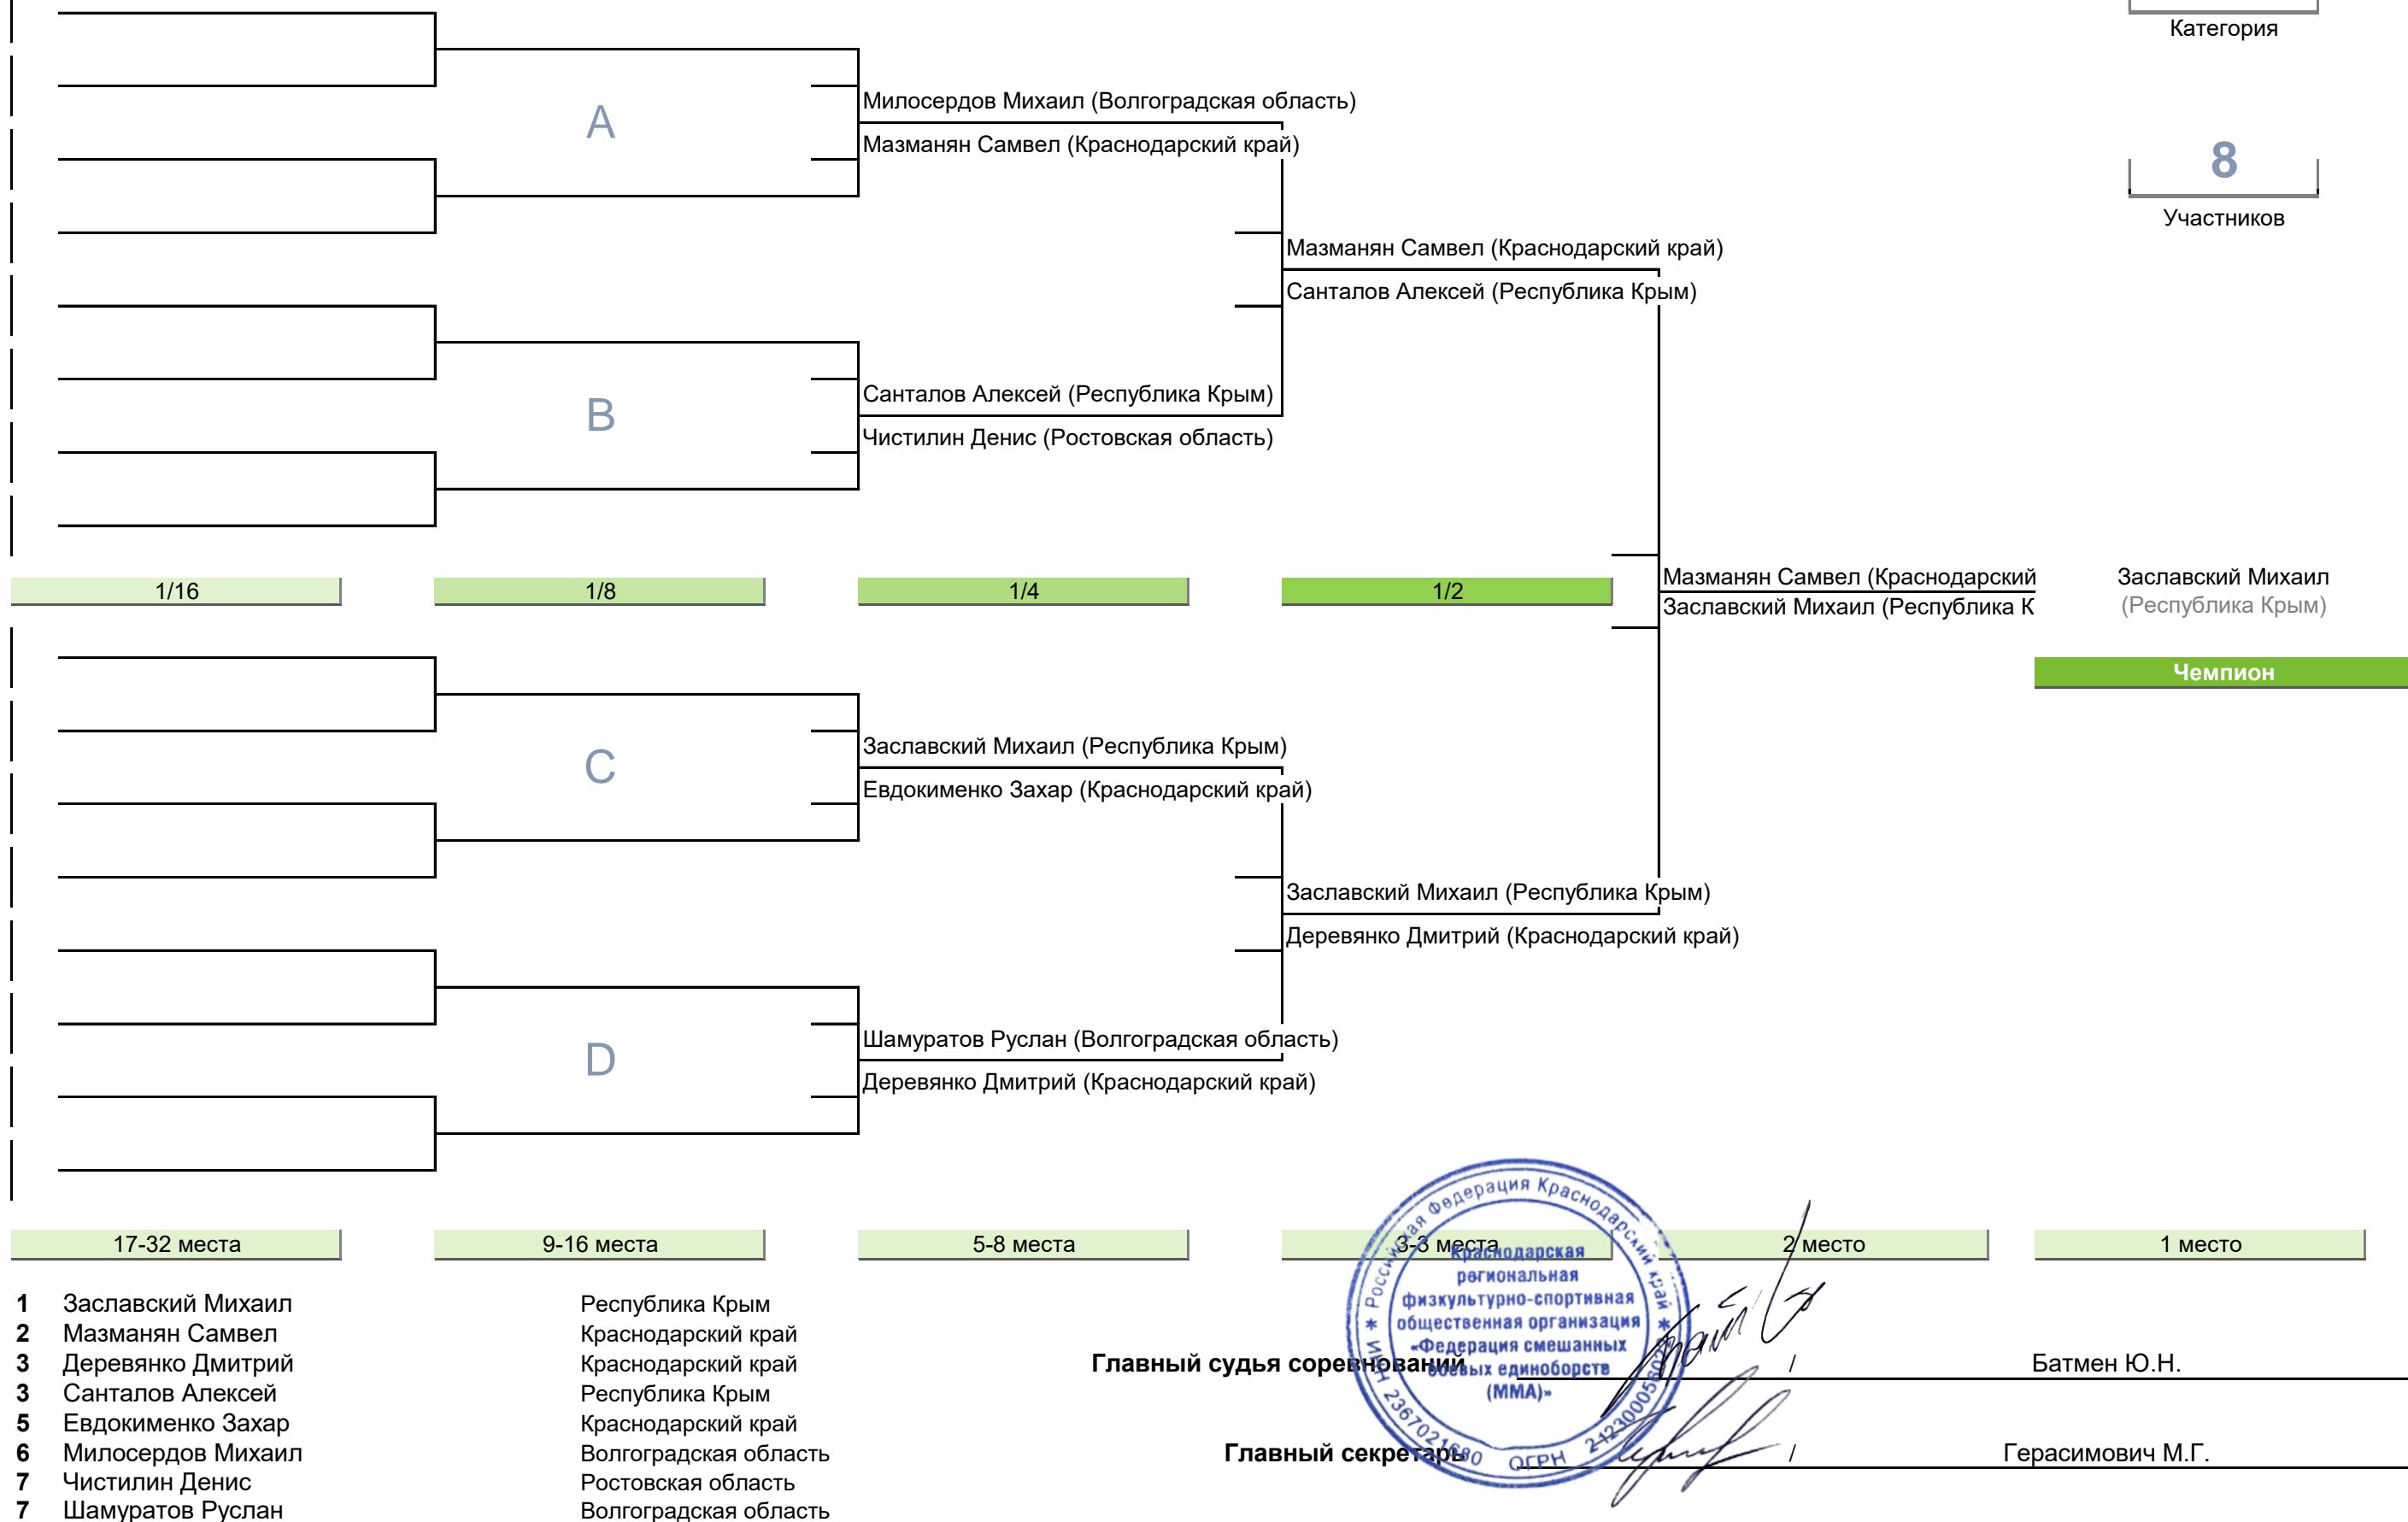 Категория
A
Милосердов Михаил (Волгоградская область)
Мазманян Самвел (Краснодарский край)
8
Участников
Мазманян Самвел (Краснодарский край)
Санталов Алексей (Республика Крым)
B
Санталов Алексей (Республика Крым)
Чистилин Денис (Ростовская область)
1/16
1/8
1/4
1/2
Мазманян Самвел (Краснодарский
Заславский Михаил (Республика К
Заславский Михаил
(Республика Крым)
Чемпион
C
Заславский Михаил (Республика Крым)
Евдокименко Захар (Краснодарский край)
Заславский Михаил (Республика Крым)
Деревянко Дмитрий (Краснодарский край)
D
Шамуратов Руслан (Волгоградская область)
Деревянко Дмитрий (Краснодарский край)
17-32 места
9-16 места
5-8 места
3-3 места
2 место
1 место
1 Заславский Михаил Республика Крым
2 Мазманян Самвел Краснодарский край
3 Деревянко Дмитрий Краснодарский край
3 Санталов Алексей Республика Крым
5 Евдокименко Захар Краснодарский край
6 Милосердов Михаил Волгоградская область
7 Чистилин Денис Ростовская область
7 Шамуратов Руслан Волгоградская область
Главный судья соревнований / Батмен Ю.Н.
Главный секретарь / Герасимович М.Г.
Российская Федерация Краснодарский край
Краснодарская
региональная
физкультурно-спортивная
общественная организация
«Федерация смешанных
боевых единоборств
(ММА)»
ИНН ОГРН